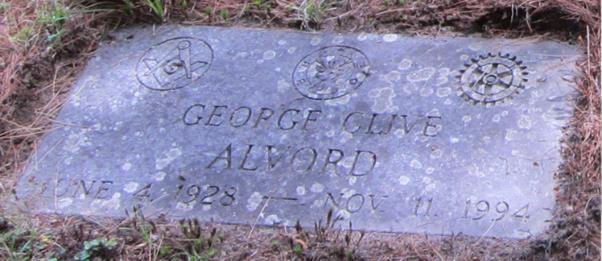 GEORGE CLIVE
ALVORD
JUNE 4, 1928 — NOV. 11, 1994